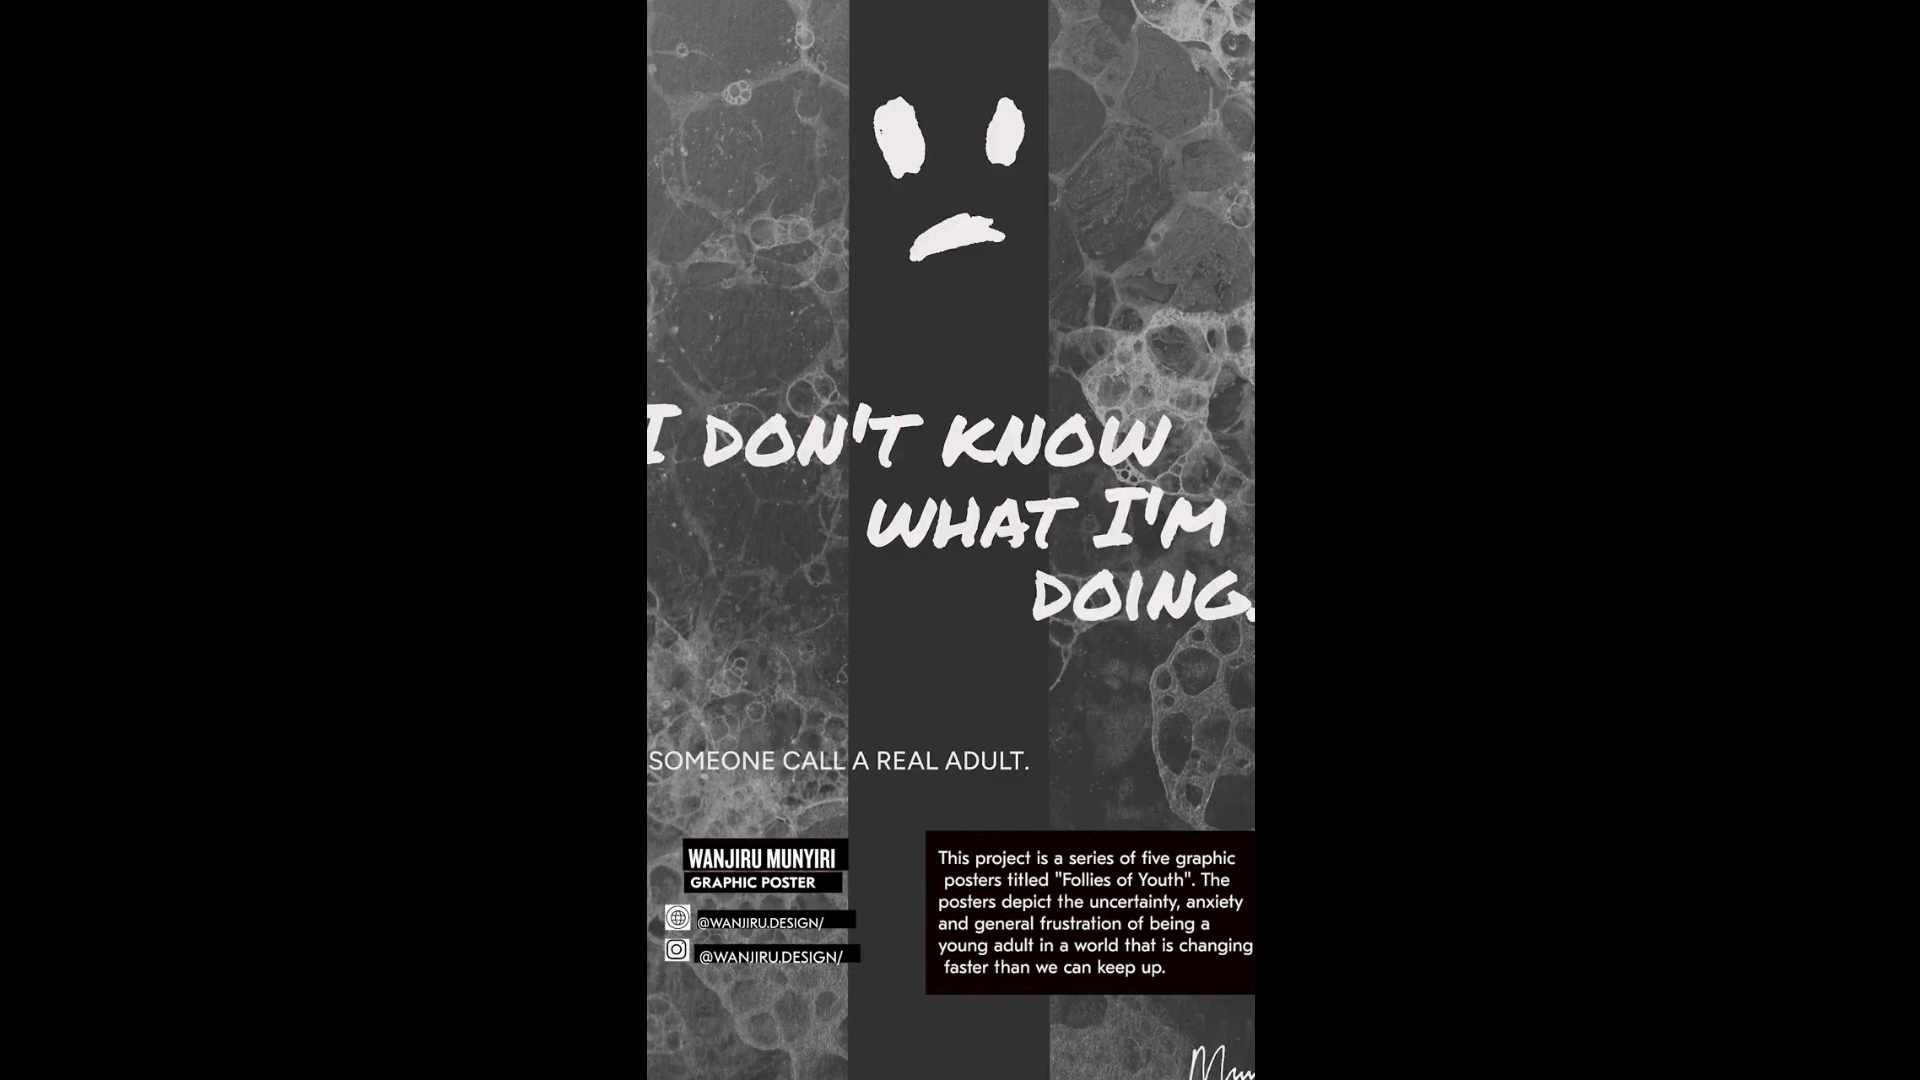 I DON'T KNOW
WHAT I'M
DOING.
SOMEONE CALL A REAL ADULT.
WANJIRU MUNYIRI
GRAPHIC POSTER
@WANJIRU.DESIGN/
@WANJIRU.DESIGN/
This project is a series of five graphic
posters titled "Follies of Youth". The
posters depict the uncertainty, anxiety
and general frustration of being a
young adult in a world that is changing
faster than we can keep up.